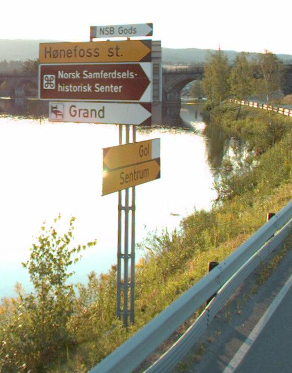 NSB Gods
Hønefoss st.
Norsk Samferdsels-
historisk Senter
Grand
Gol
Sentrum